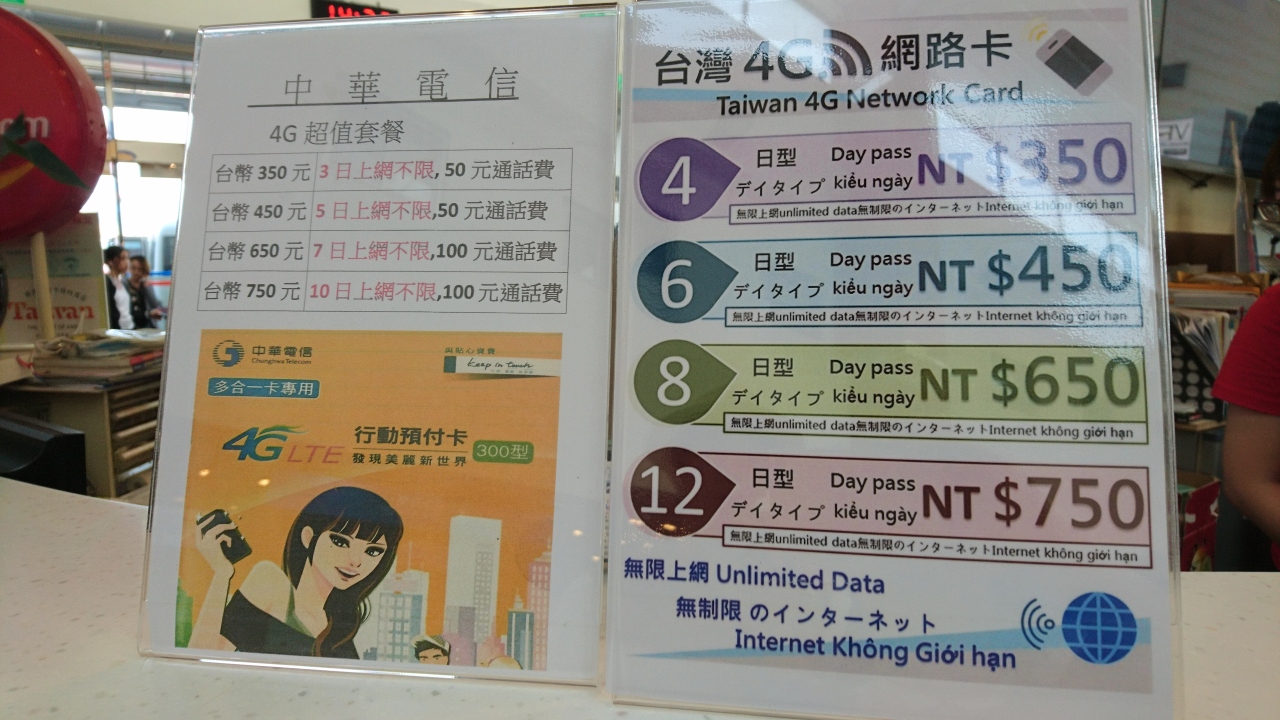 中華電信
4G 超值套餐
台幣 350 元 3 日上網不限, 50 元通話費
台幣 450 元 5 日上網不限,50 元通話費
台幣 650 元 7 日上網不限,100 元通話費
台幣 750 元 10 日上網不限,100 元通話費
中華電信
Chunghwa Telecom
Keep in touch
多合一卡專用
4G LTE
行動預付卡
發現美麗新世界
300型
台灣 4G 網路卡
Taiwan 4G Network Card
4 日型 Day pass NT $350
デイタイプ kiểu ngày
無限上網unlimited data無制限のインターネットInternet không giới hạn
6 日型 Day pass NT $450
デイタイプ kiểu ngày
無限上網unlimited data無制限のインターネットInternet không giới hạn
8 日型 Day pass NT $650
デイタイプ kiểu ngày
無限上網unlimited data無制限のインターネットInternet không giới hạn
12 日型 Day pass NT $750
デイタイプ kiểu ngày
無限上網unlimited data無制限のインターネットInternet không giới hạn
無限上網 Unlimited Data
無制限 のインターネット
Internet Không Giới hạn
Taiwan